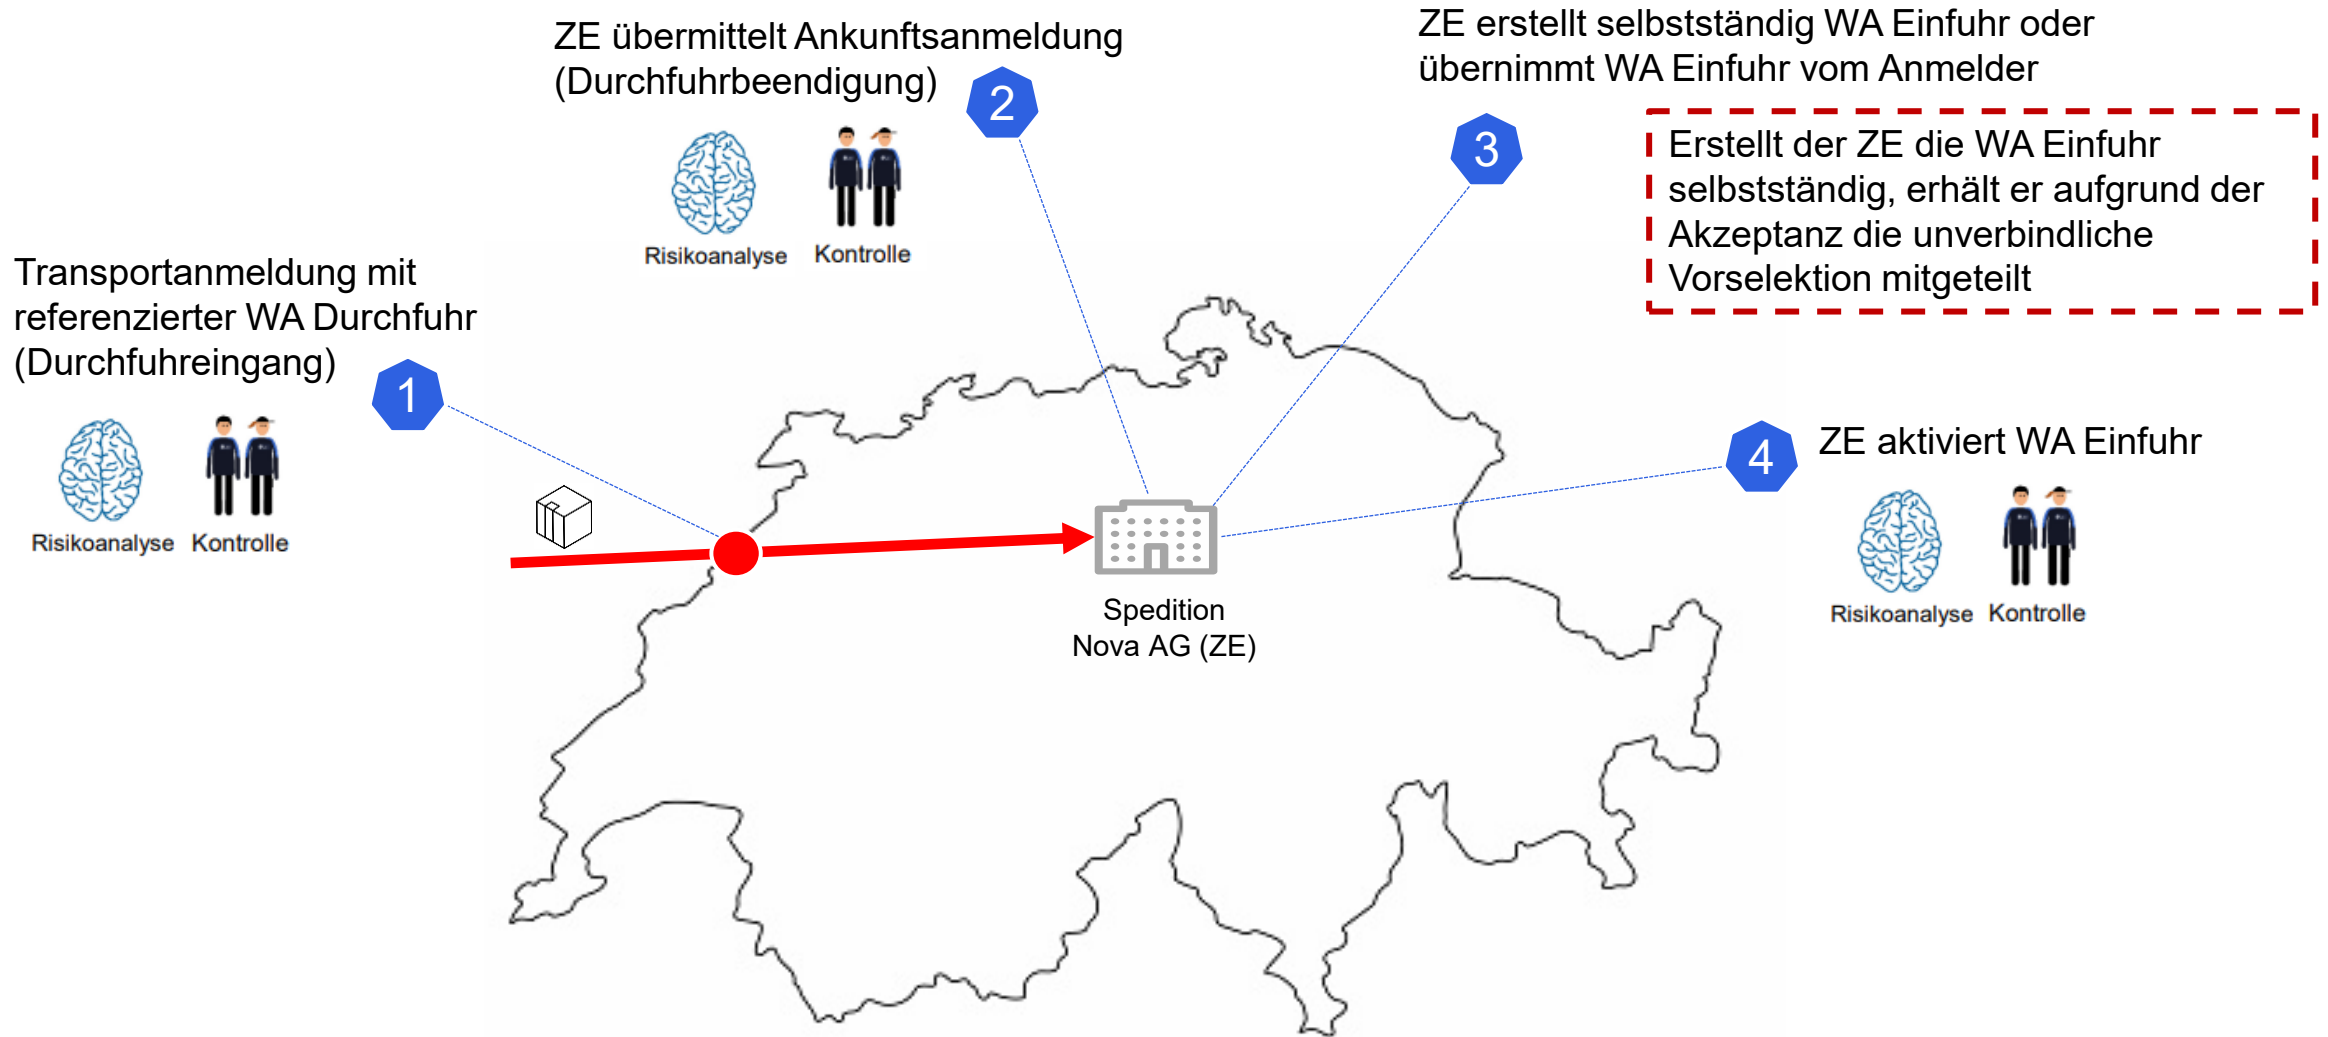 ZE übermittelt Ankunftsanmeldung
(Durchfuhrbeendigung)
2
Risikoanalyse
Kontrolle
ZE erstellt selbstständig WA Einfuhr oder
übernimmt WA Einfuhr vom Anmelder
3
Erstellt der ZE die WA Einfuhr
selbstständig, erhält er aufgrund der
Akzeptanz die unverbindliche
Vorselektion mitgeteilt
Transportanmeldung mit
referenzierter WA Durchfuhr
(Durchfuhreingang)
1
Risikoanalyse
Kontrolle
4
ZE aktiviert WA Einfuhr
Risikoanalyse
Kontrolle
Spedition
Nova AG (ZE)